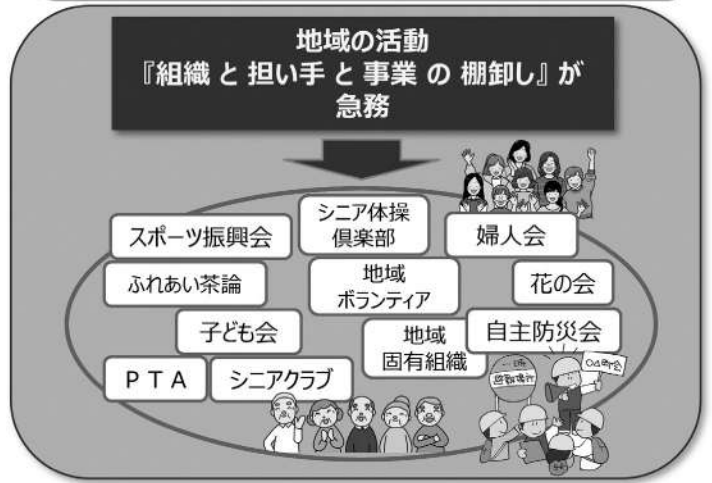 地域の活動
『組織 と 担い手 と 事業 の 棚卸し』が
急務
シニア体操
倶楽部
スポーツ振興会
婦人会
ふれあい茶論
地域
ボランティア
花の会
子ども会
地域
固有組織
自主防災会
ＰＴＡ
シニアクラブ